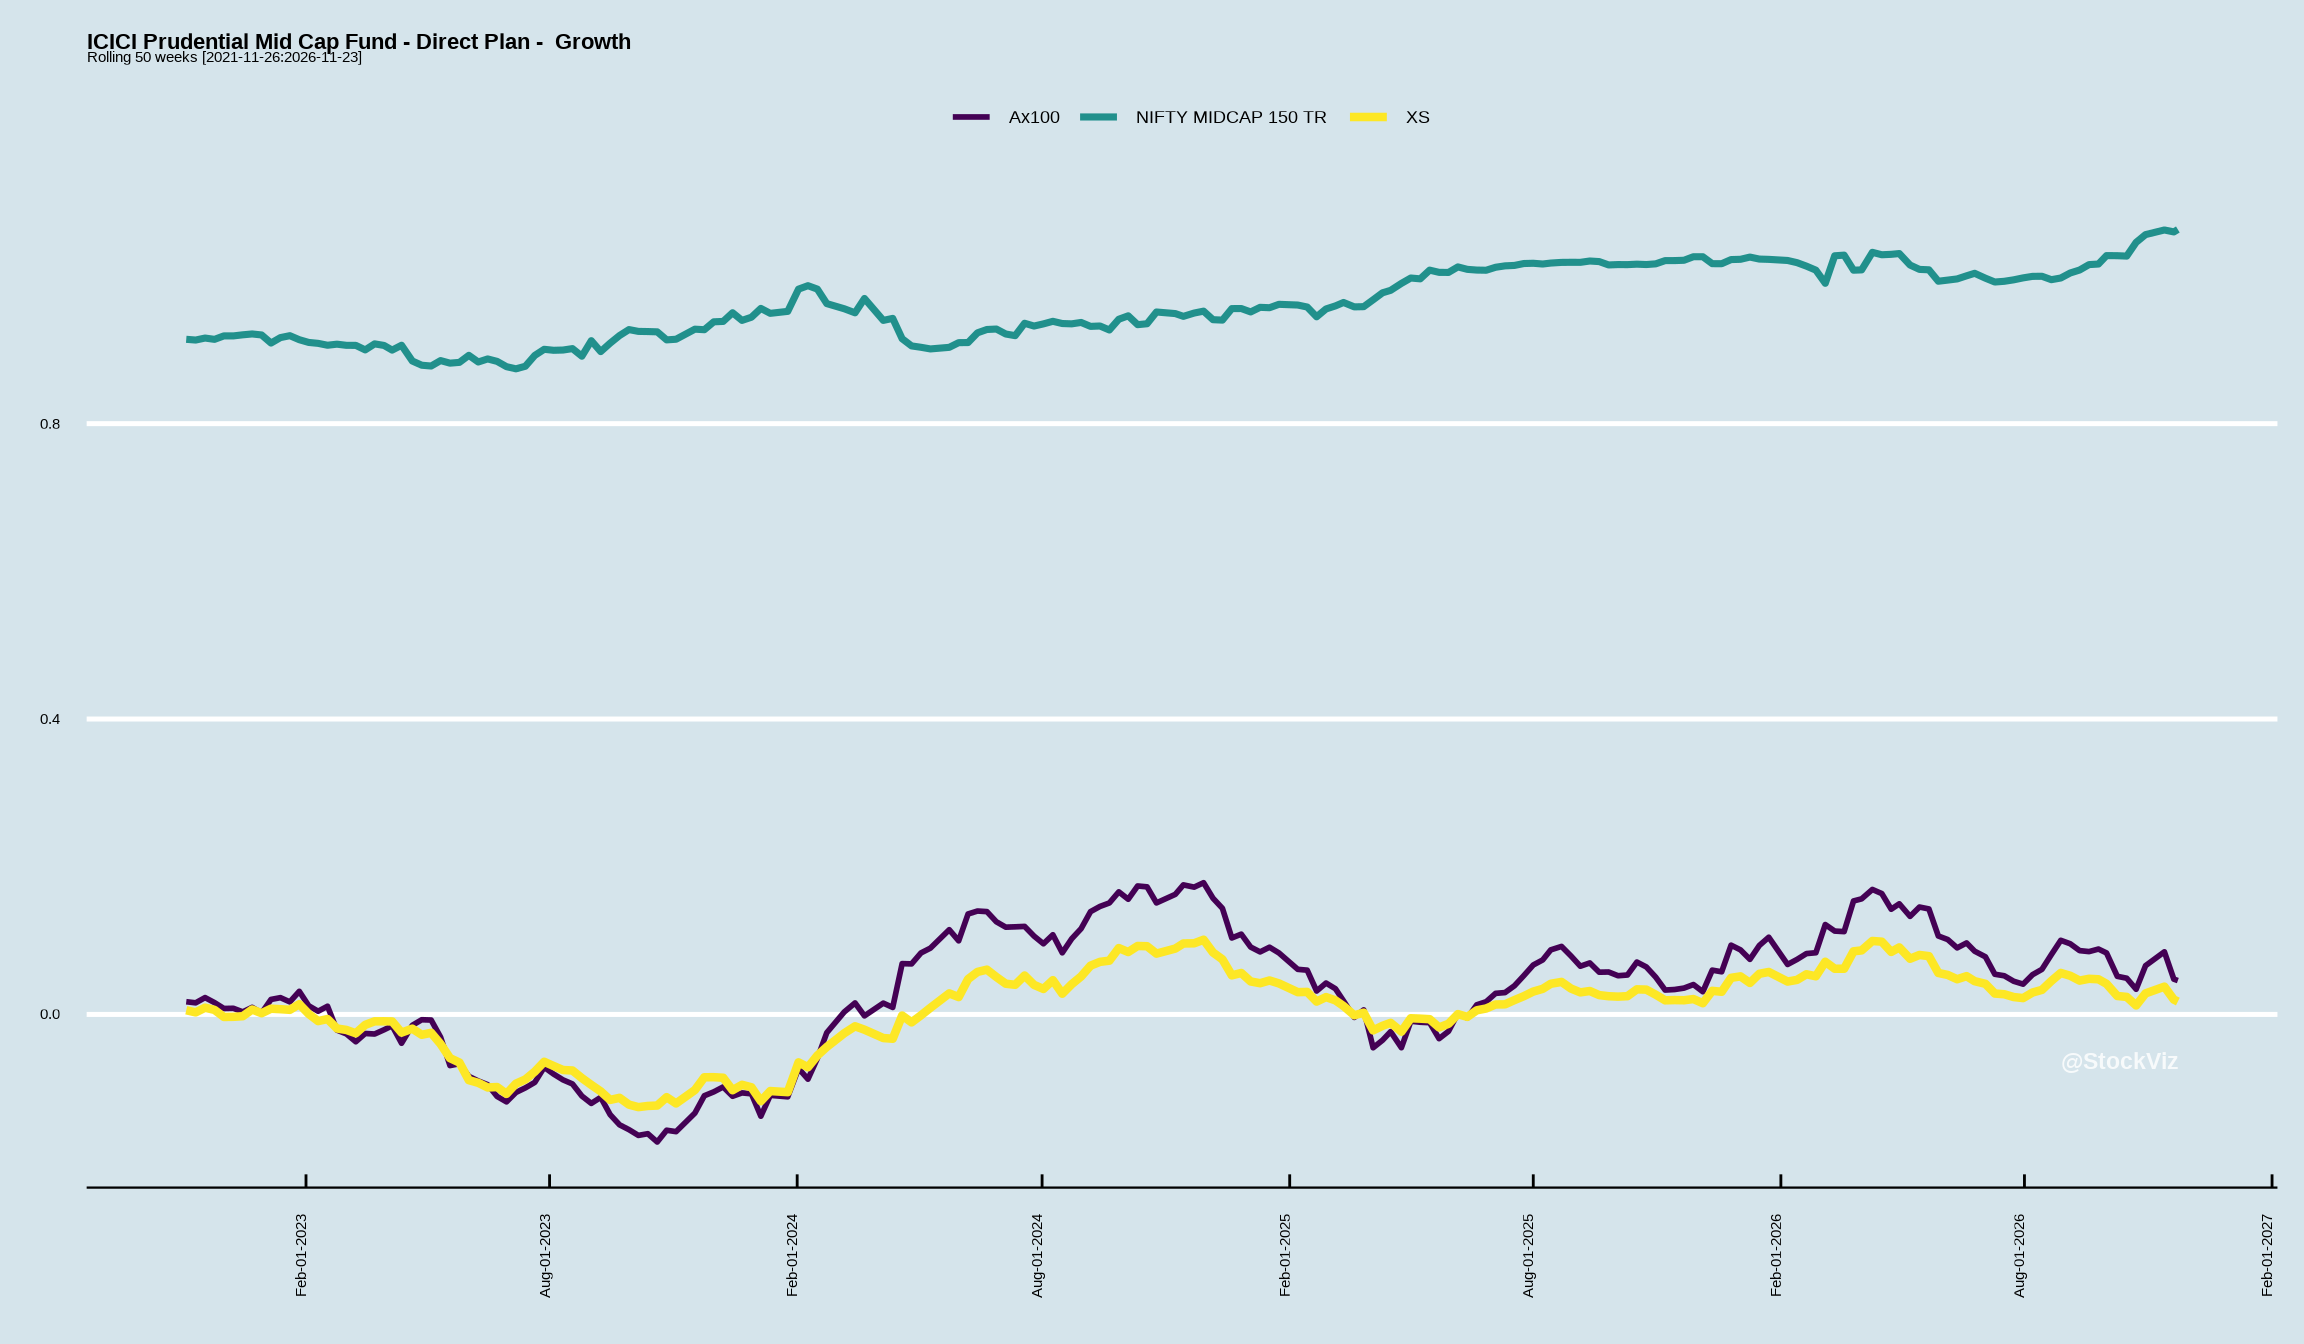 ICICI Prudential Mid Cap Fund - Direct Plan -  Growth
Rolling 50 weeks [2021-11-26:2026-11-23]
Ax100 NIFTY MIDCAP 150 TR XS
0.8
0.4
0.0
@StockViz
Feb-01-2023 Aug-01-2023 Feb-01-2024 Aug-01-2024 Feb-01-2025 Aug-01-2025 Feb-01-2026 Aug-01-2026 Feb-01-2027